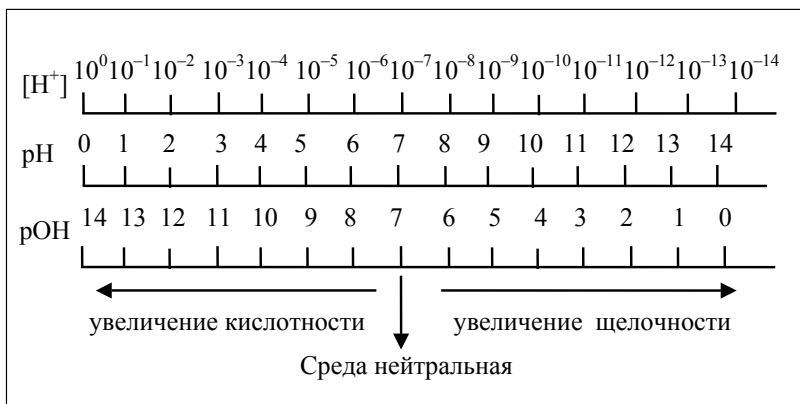 [H⁺] 10⁰ 10⁻¹ 10⁻² 10⁻³ 10⁻⁴ 10⁻⁵ 10⁻⁶ 10⁻⁷ 10⁻⁸ 10⁻⁹ 10⁻¹⁰ 10⁻¹¹ 10⁻¹² 10⁻¹³ 10⁻¹⁴
pH 0 1 2 3 4 5 6 7 8 9 10 11 12 13 14
pOH 14 13 12 11 10 9 8 7 6 5 4 3 2 1 0
увеличение кислотности увеличение щелочности
Среда нейтральная